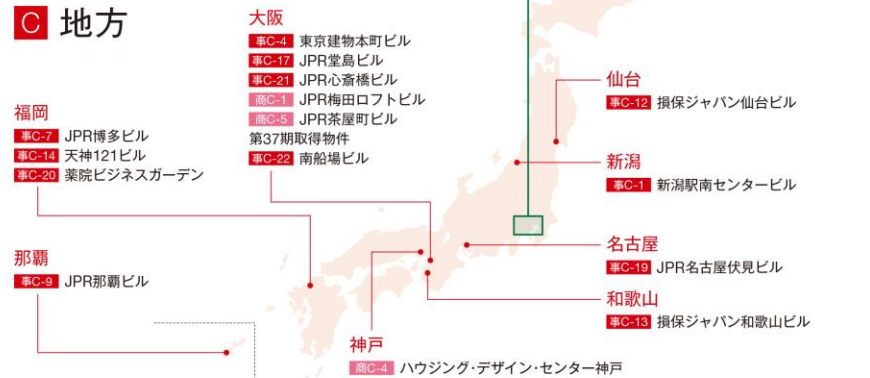 C 地方
大阪
事C-4 東京建物本町ビル
事C-17 JPR堂島ビル
事C-21 JPR心斎橋ビル
商C-1 JPR梅田ロフトビル
商C-5 JPR茶屋町ビル
第37期取得物件
事C-22 南船場ビル
福岡
事C-7 JPR博多ビル
事C-14 天神121ビル
事C-20 薬院ビジネスガーデン
那覇
事C-9 JPR那覇ビル
神戸
商C-4 ハウジング・デザイン・センター神戸
仙台
事C-12 損保ジャパン仙台ビル
新潟
事C-1 新潟駅南センタービル
名古屋
事C-19 JPR名古屋伏見ビル
和歌山
事C-13 損保ジャパン和歌山ビル